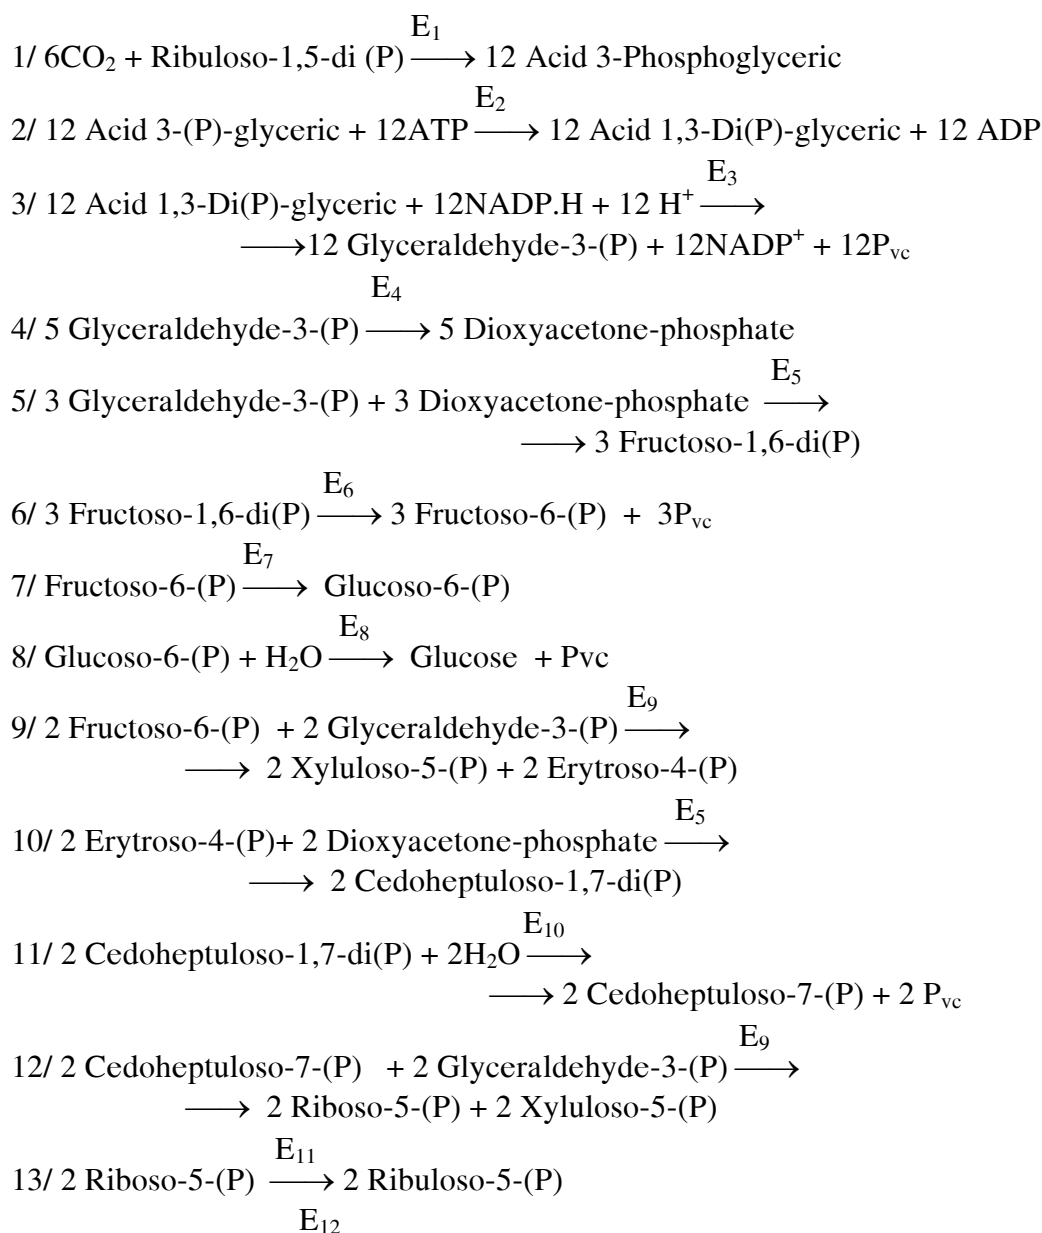 E₁
1/ 6CO₂ + Ribuloso-1,5-di (P) ⟶ 12 Acid 3-Phosphoglyceric
E₂
2/ 12 Acid 3-(P)-glyceric + 12ATP ⟶ 12 Acid 1,3-Di(P)-glyceric + 12 ADP
E₃
3/ 12 Acid 1,3-Di(P)-glyceric + 12NADP.H + 12 H⁺ ⟶
⟶12 Glyceraldehyde-3-(P) + 12NADP⁺ + 12P_vc
E₄
4/ 5 Glyceraldehyde-3-(P) ⟶ 5 Dioxyacetone-phosphate
E₅
5/ 3 Glyceraldehyde-3-(P) + 3 Dioxyacetone-phosphate ⟶
⟶ 3 Fructoso-1,6-di(P)
E₆
6/ 3 Fructoso-1,6-di(P) ⟶ 3 Fructoso-6-(P) + 3P_vc
E₇
7/ Fructoso-6-(P) ⟶ Glucoso-6-(P)
E₈
8/ Glucoso-6-(P) + H₂O ⟶ Glucose + Pvc
E₉
9/ 2 Fructoso-6-(P) + 2 Glyceraldehyde-3-(P) ⟶
⟶ 2 Xyluloso-5-(P) + 2 Erytroso-4-(P)
E₅
10/ 2 Erytroso-4-(P)+ 2 Dioxyacetone-phosphate ⟶
⟶ 2 Cedoheptuloso-1,7-di(P)
E₁₀
11/ 2 Cedoheptuloso-1,7-di(P) + 2H₂O ⟶
⟶ 2 Cedoheptuloso-7-(P) + 2 P_vc
E₉
12/ 2 Cedoheptuloso-7-(P) + 2 Glyceraldehyde-3-(P) ⟶
⟶ 2 Riboso-5-(P) + 2 Xyluloso-5-(P)
E₁₁
13/ 2 Riboso-5-(P) ⟶ 2 Ribuloso-5-(P)
E₁₂